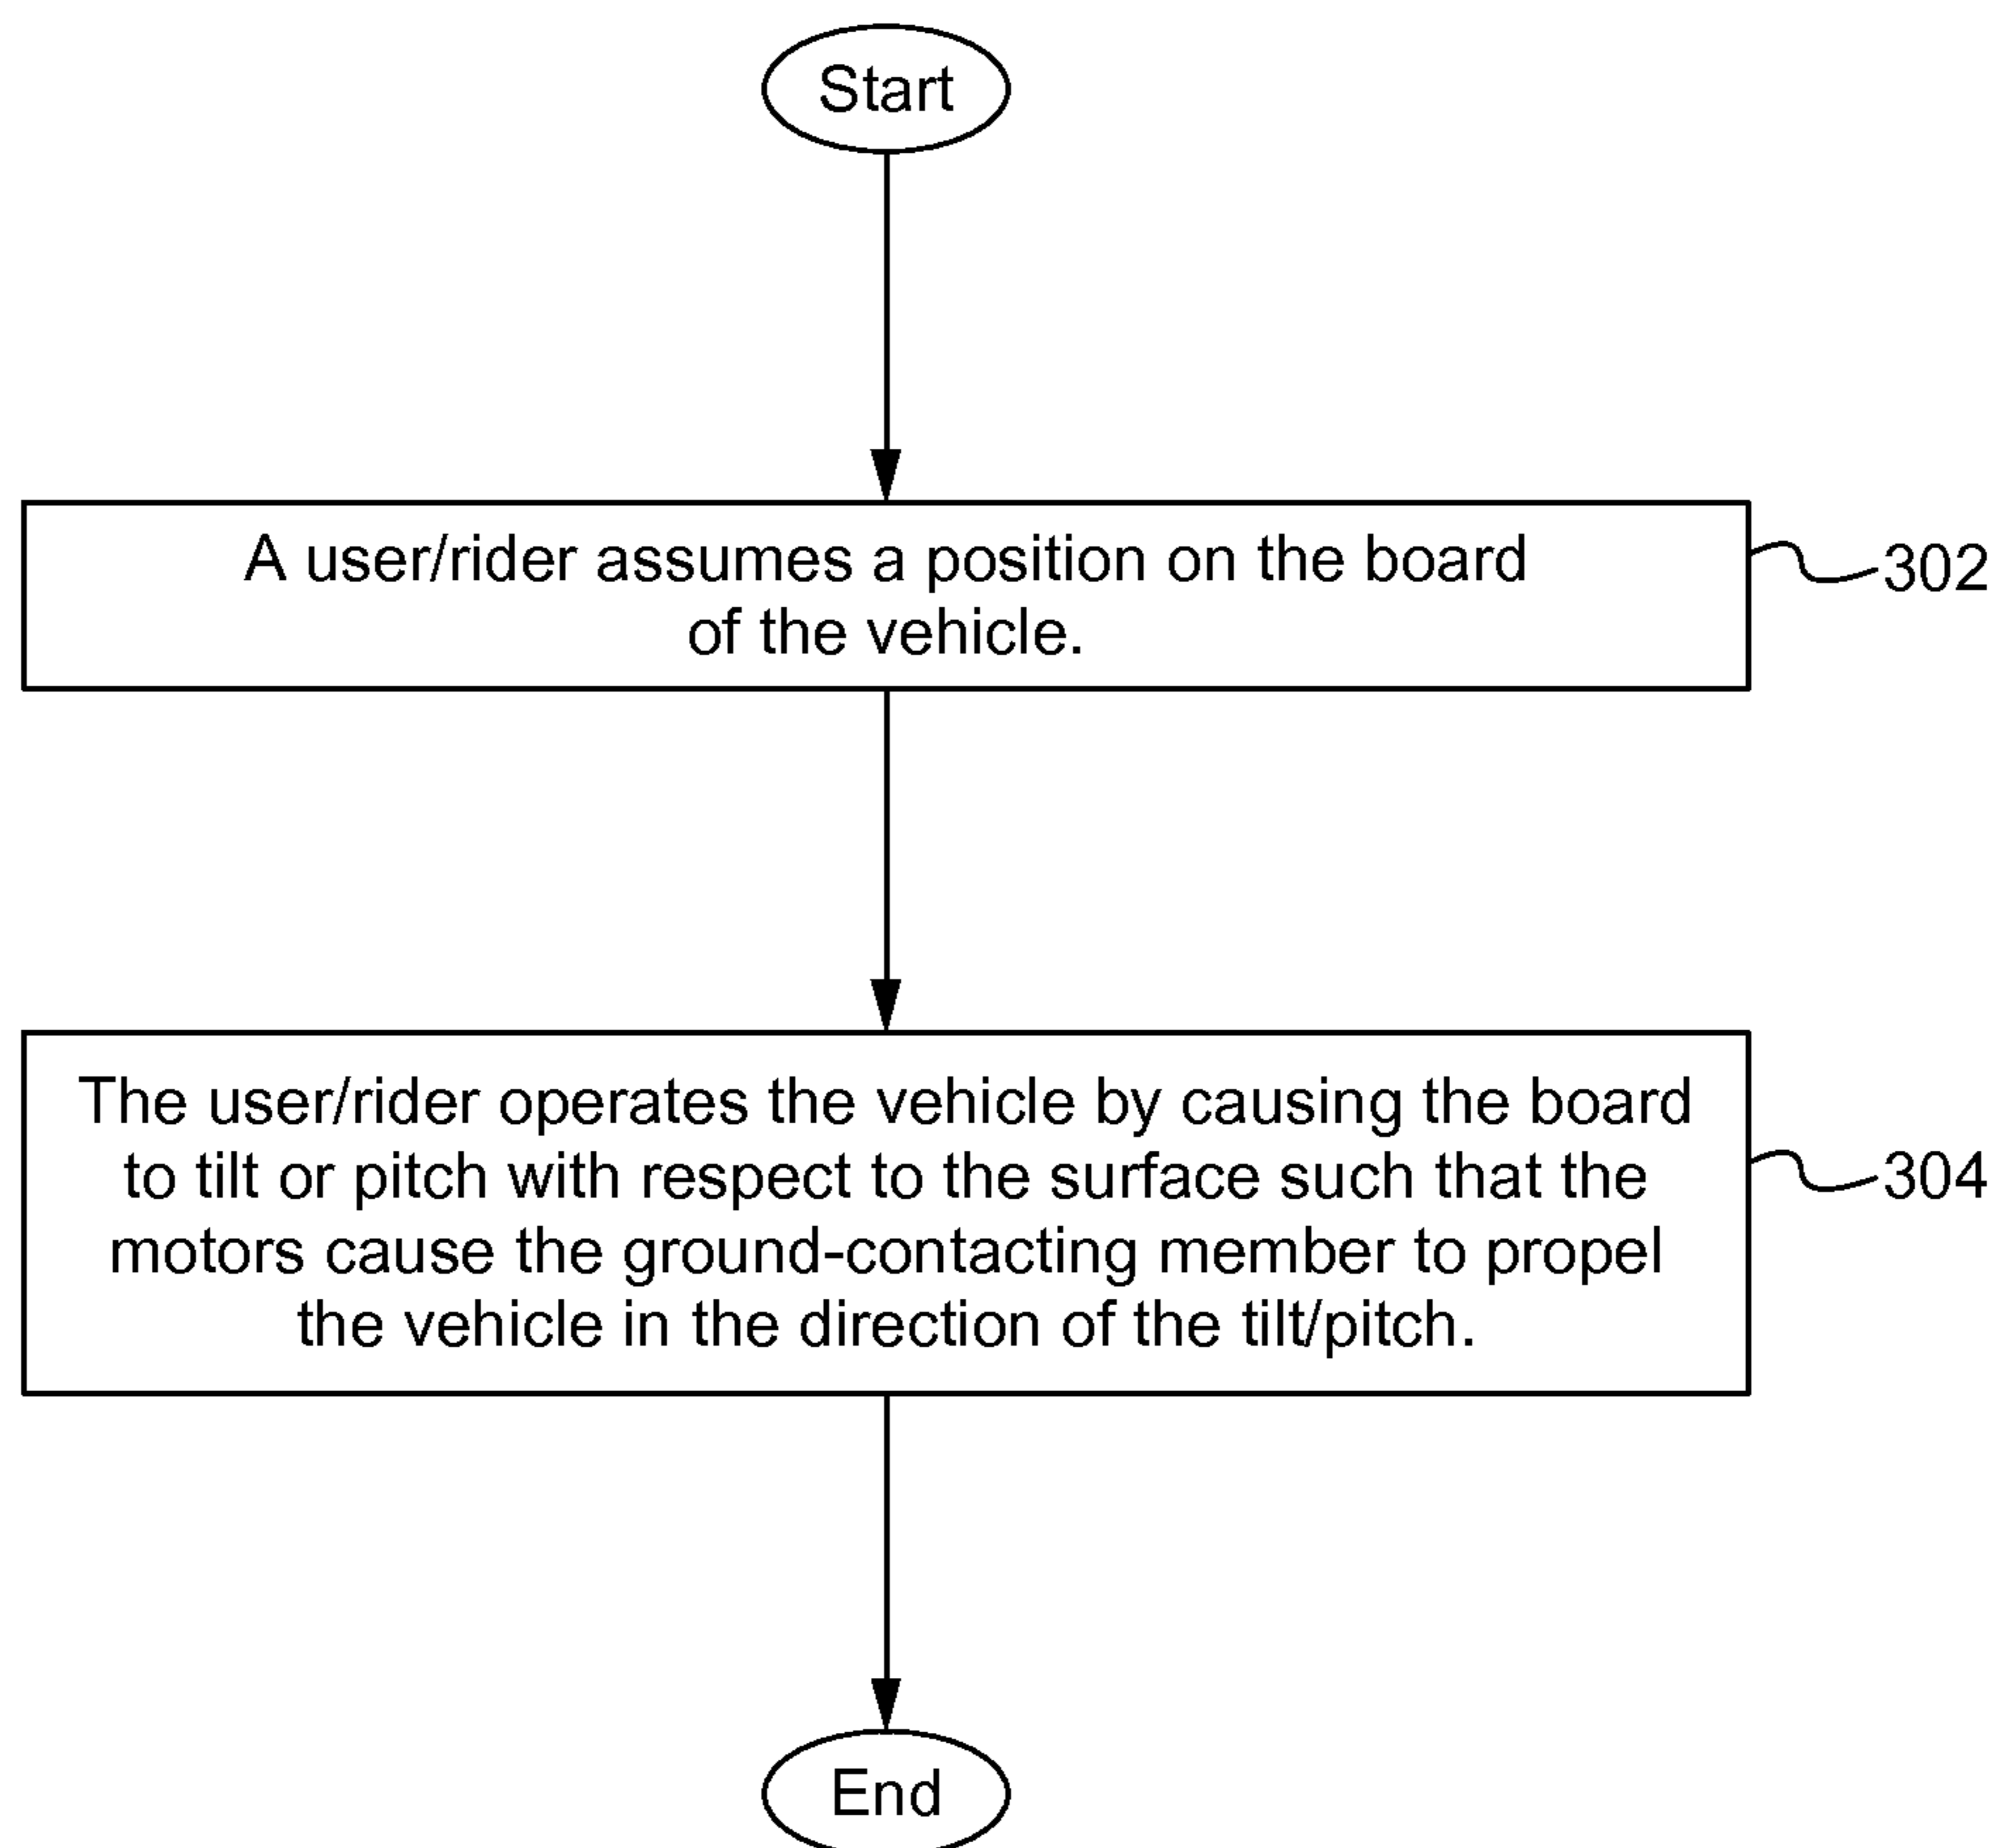 Start
A user/rider assumes a position on the board
of the vehicle.
302
The user/rider operates the vehicle by causing the board
to tilt or pitch with respect to the surface such that the
motors cause the ground-contacting member to propel
the vehicle in the direction of the tilt/pitch.
304
End